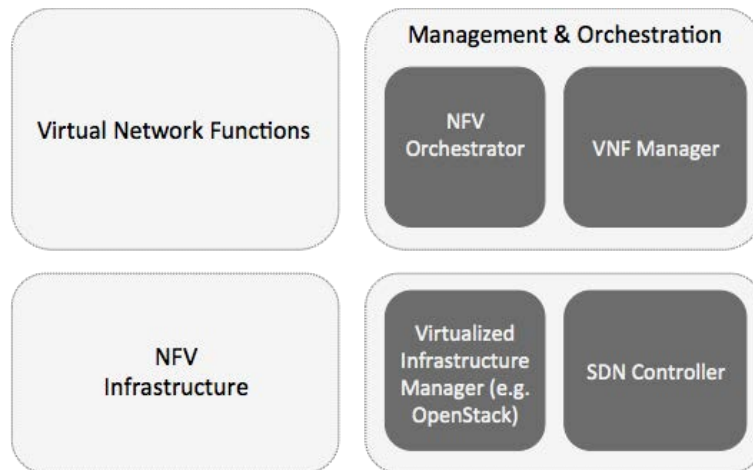 Virtual Network Functions
Management & Orchestration
NFV
Orchestrator
VNF Manager
NFV
Infrastructure
Virtualized
Infrastructure
Manager (e.g.
OpenStack)
SDN Controller